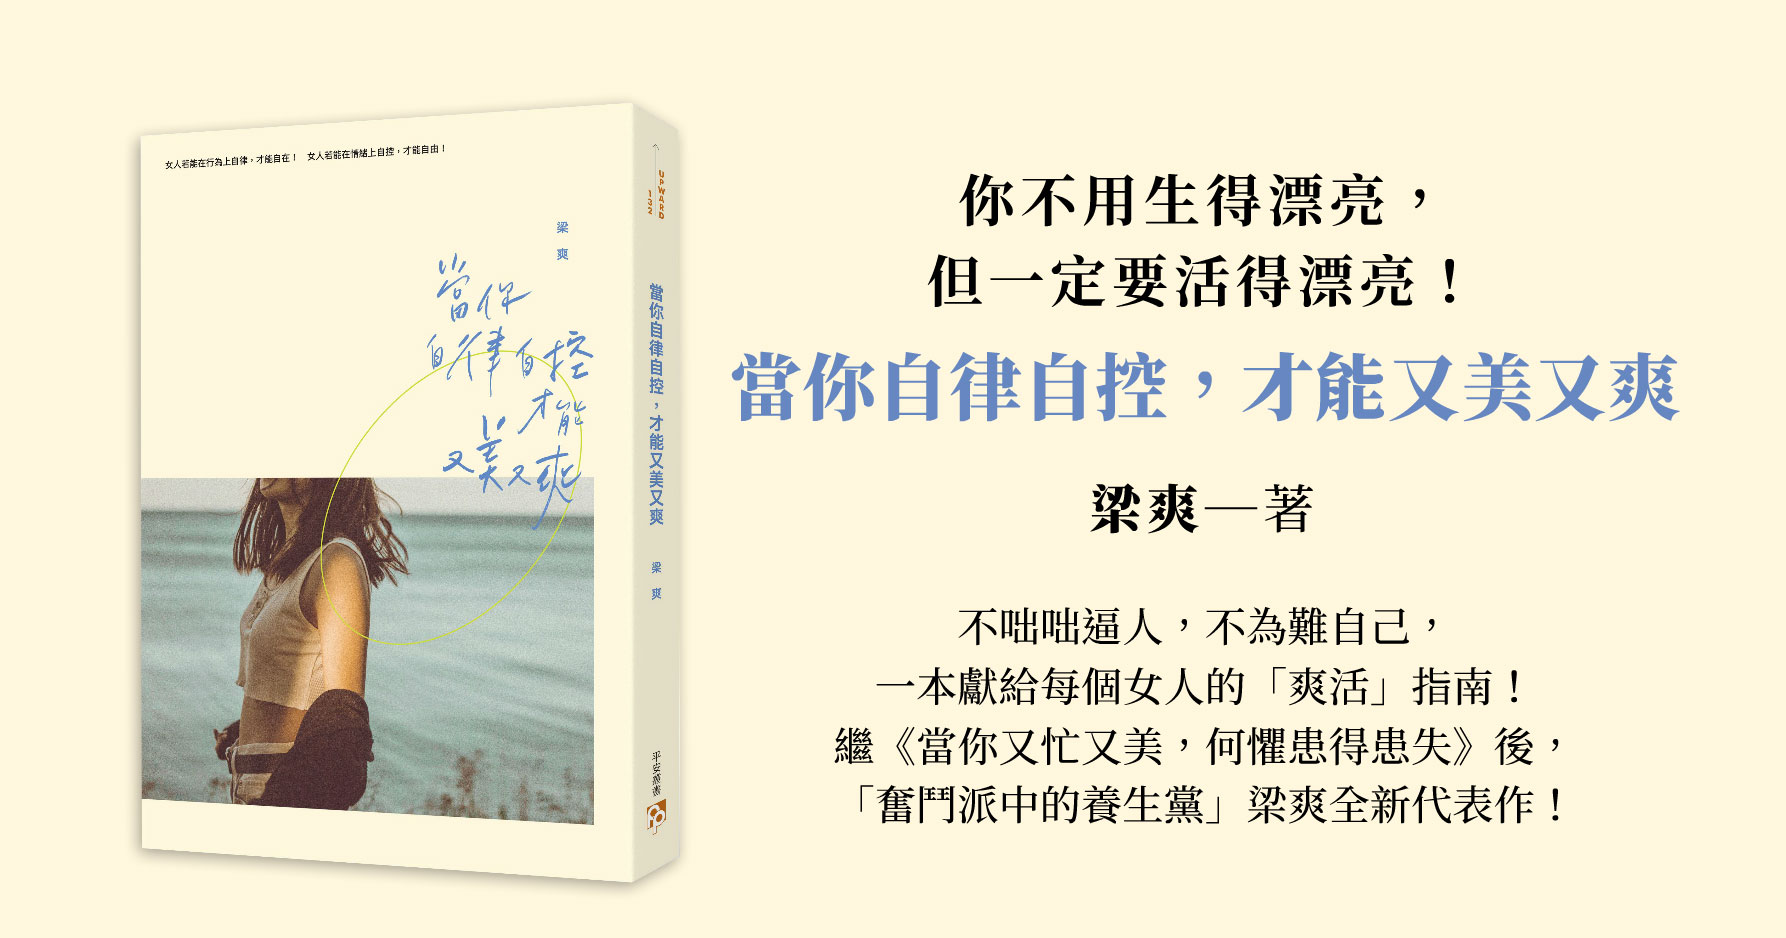 女人若能在行為上自律，才能自在！　女人若能在情緒上自控，才能自由！
梁爽
當你
自律自控
才能
又美又爽
UPWARD
132
當你自律自控，才能又美又爽
梁爽
平安叢書
你不用生得漂亮，
但一定要活得漂亮！
當你自律自控，才能又美又爽
梁爽—著
不咄咄逼人，不為難自己，
一本獻給每個女人的「爽活」指南！
繼《當你又忙又美，何懼患得患失》後，
「奮鬥派中的養生黨」梁爽全新代表作！